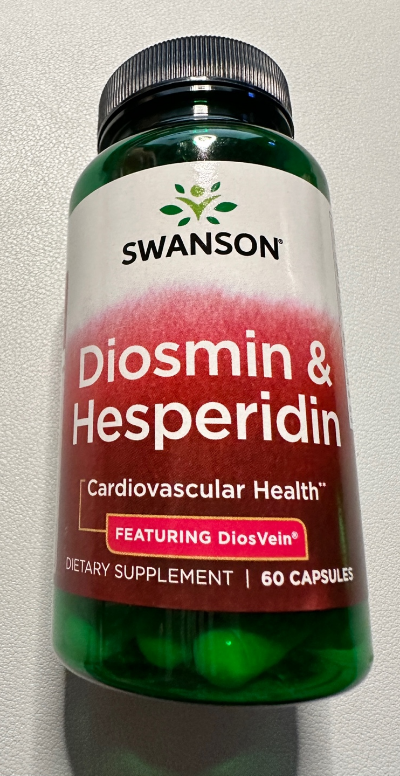 SWANSON®
Diosmin &
Hesperidin
Cardiovascular Health**
FEATURING DiosVein®
DIETARY SUPPLEMENT | 60 CAPSULES